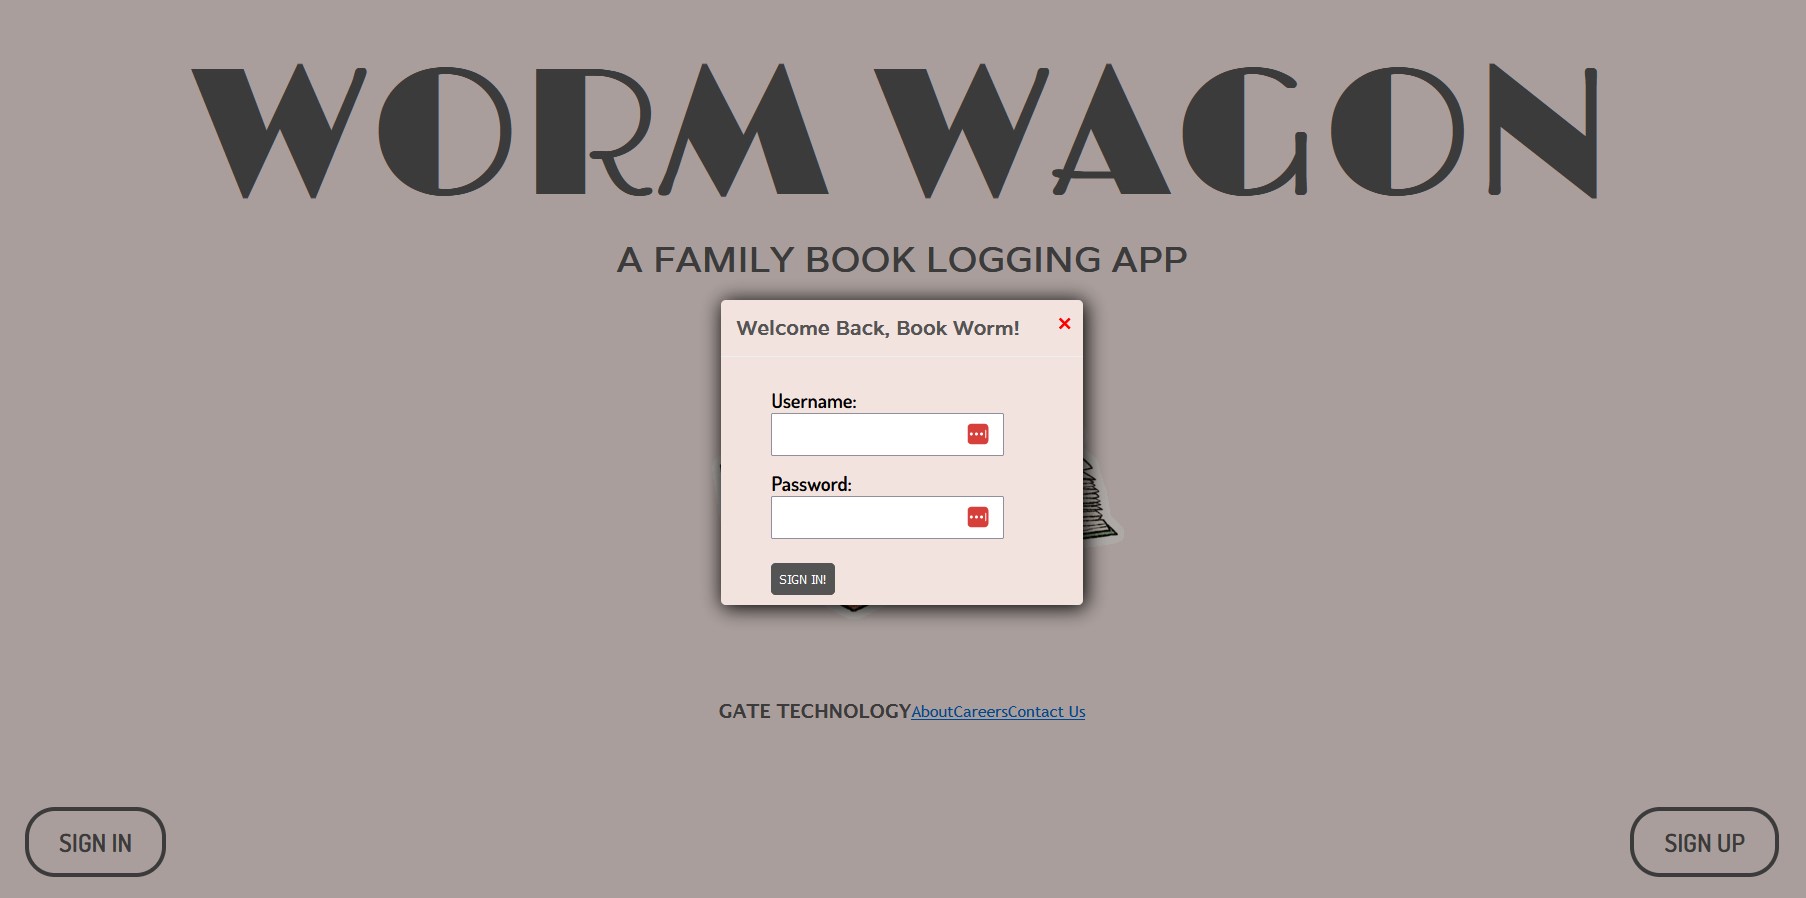 WORM WAGON
A FAMILY BOOK LOGGING APP
Welcome Back, Book Worm!
Username:
Password:
SIGN IN!
GATE TECHNOLOGYAboutCareersContact Us
SIGN IN
SIGN UP